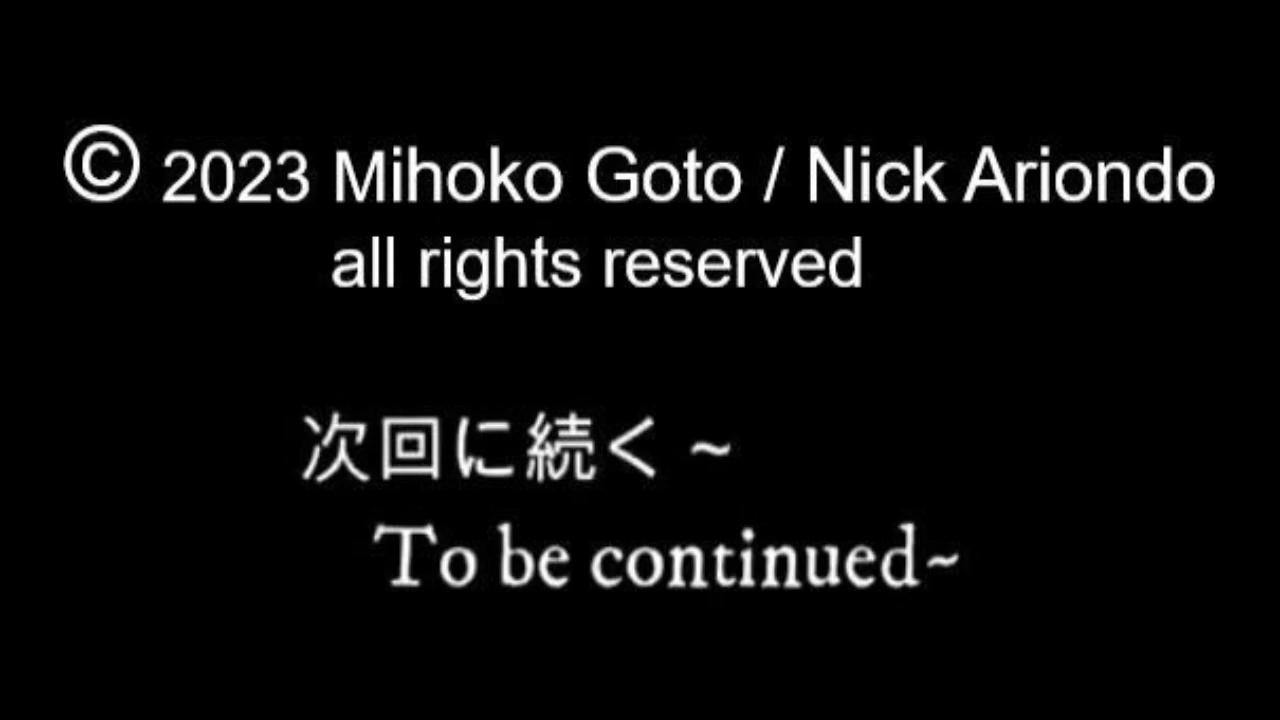 © 2023 Mihoko Goto / Nick Ariondo
all rights reserved
次回に続く ~
To be continued~